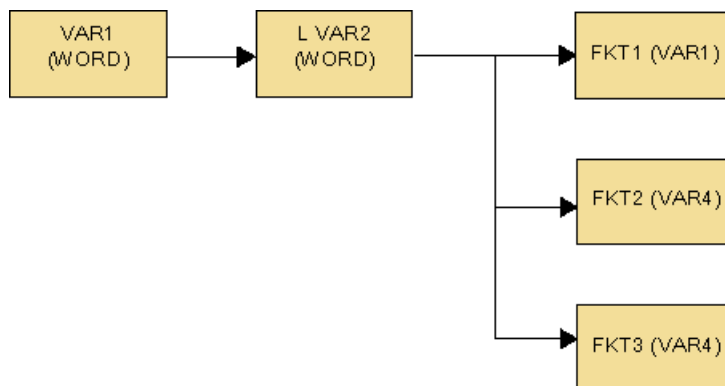 VAR1
(WORD)
L VAR2
(WORD)
FKT1 (VAR1)
FKT2 (VAR4)
FKT3 (VAR4)